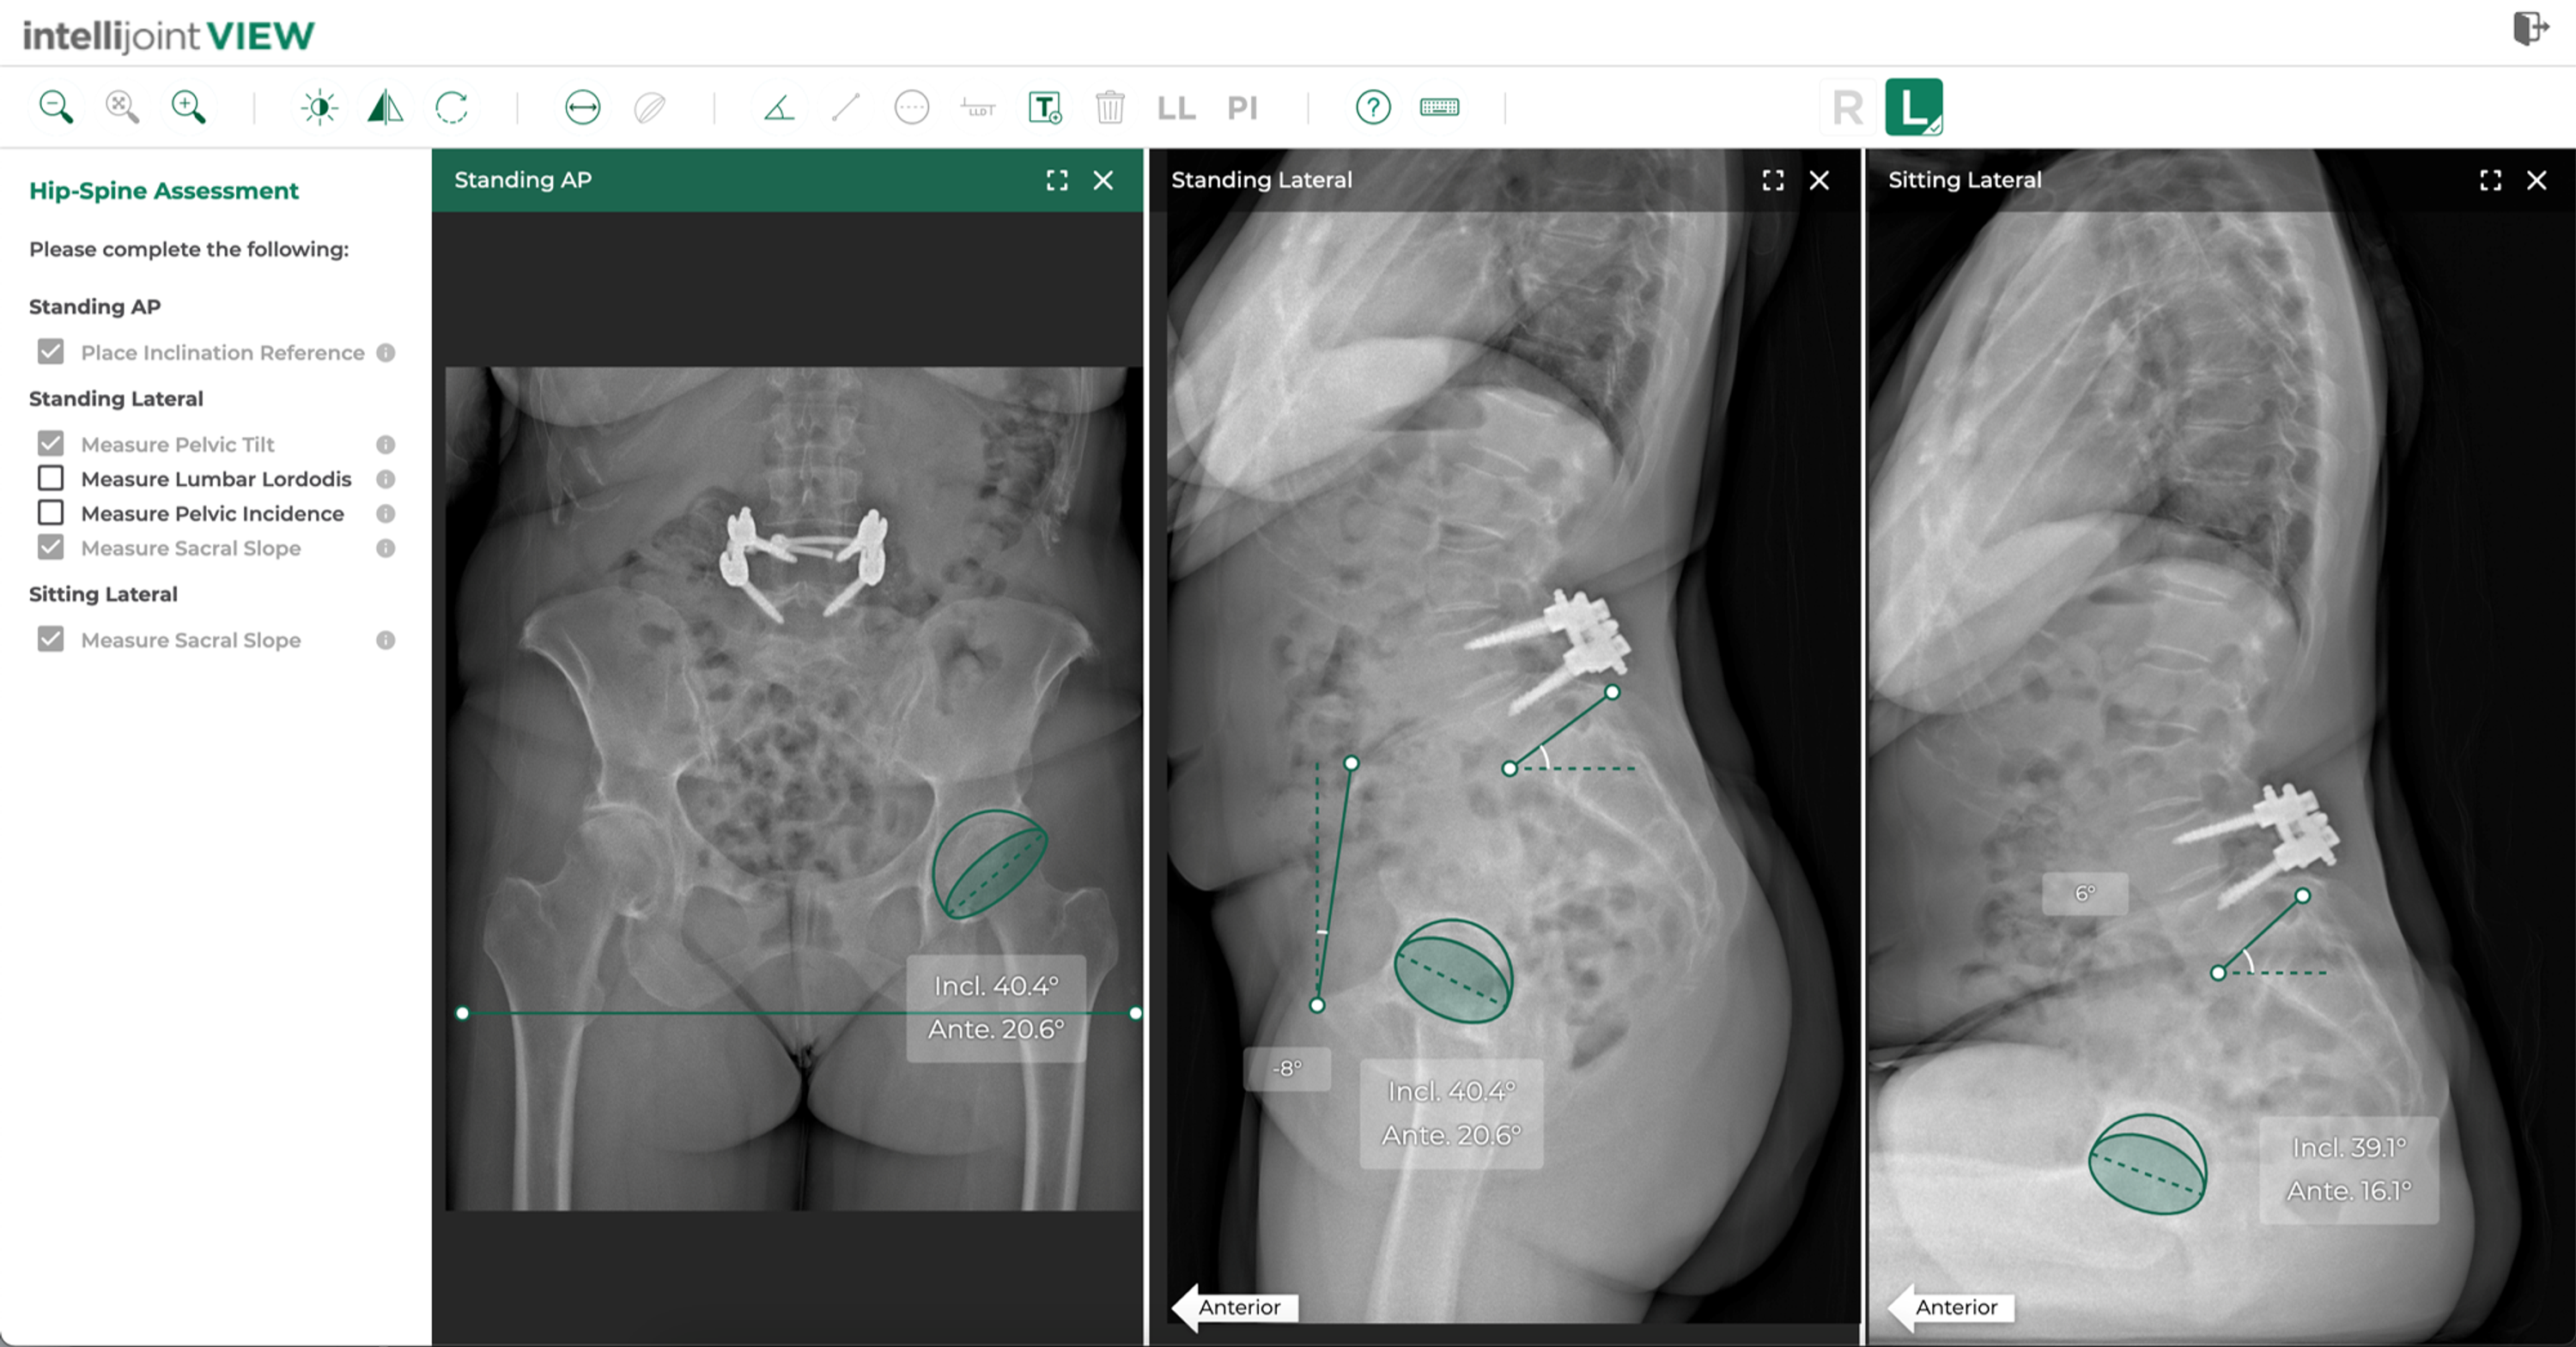 intellijoint VIEW
T
LLDT
LL
PI
?
R
L
Hip-Spine Assessment
Please complete the following:
Standing AP
Place Inclination Reference
Standing Lateral
Measure Pelvic Tilt
Measure Lumbar Lordodis
Measure Pelvic Incidence
Measure Sacral Slope
Sitting Lateral
Measure Sacral Slope
Standing AP
Incl. 40.4°
Ante. 20.6°
Standing Lateral
-8°
Incl. 40.4°
Ante. 20.6°
Anterior
Sitting Lateral
6°
Incl. 39.1°
Ante. 16.1°
Anterior